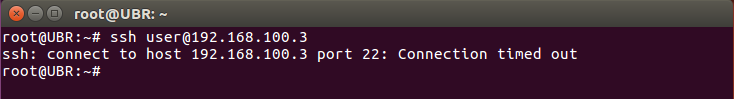 root@UBR: ~
root@UBR:~# ssh user@192.168.100.3
ssh: connect to host 192.168.100.3 port 22: Connection timed out
root@UBR:~#